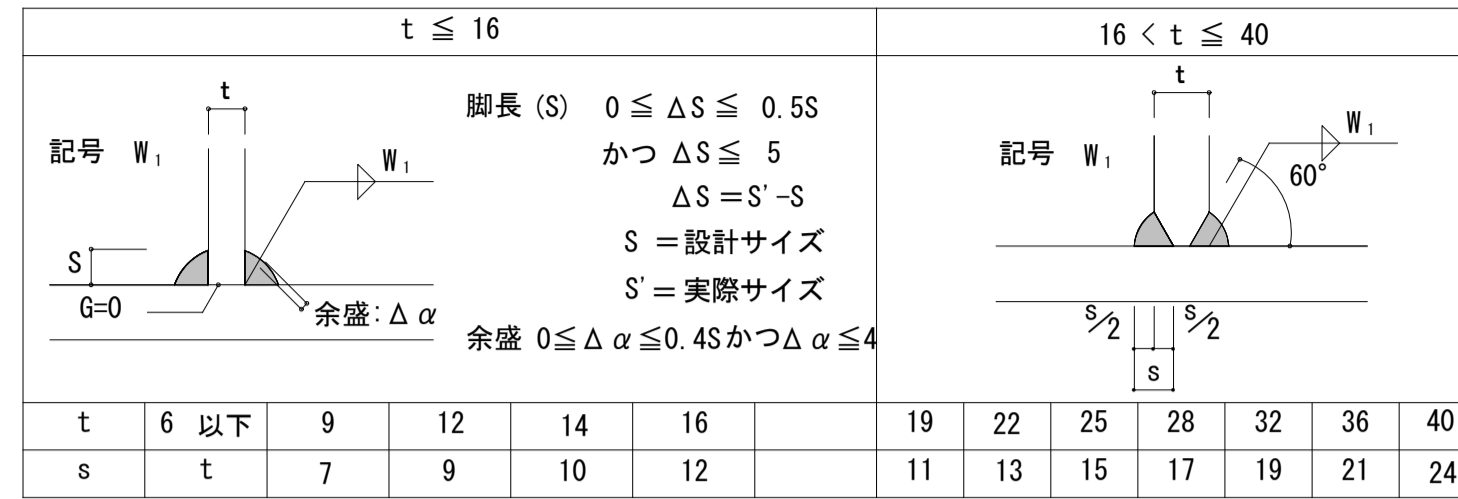 t ≦ 16
16 < t ≦ 40
t
記号 W₁
W₁
S
G=0
余盛:Δα
脚長(S) 0≦ΔS≦ 0.5S
かつ ΔS≦ 5
ΔS=S'-S
S =設計サイズ
S'=実際サイズ
余盛 0≦Δα≦0.4SかつΔα≦4
t
記号 W₁
W₁
60°
s/2 s/2
s
t 6 以下 9 12 14 16 19 22 25 28 32 36 40
s t 7 9 10 12 11 13 15 17 19 21 24